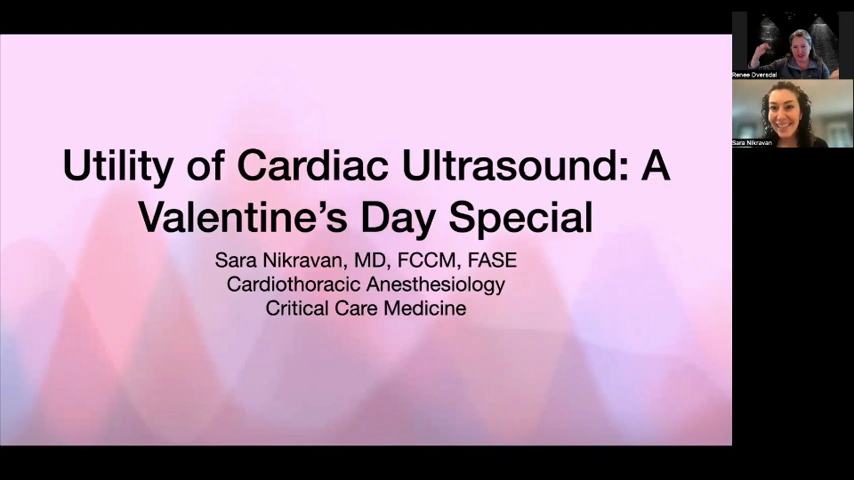 Utility of Cardiac Ultrasound: A
Valentine's Day Special
Sara Nikravan, MD, FCCM, FASE
Cardiothoracic Anesthesiology
Critical Care Medicine
Renee Dversdal
Sara Nikravan